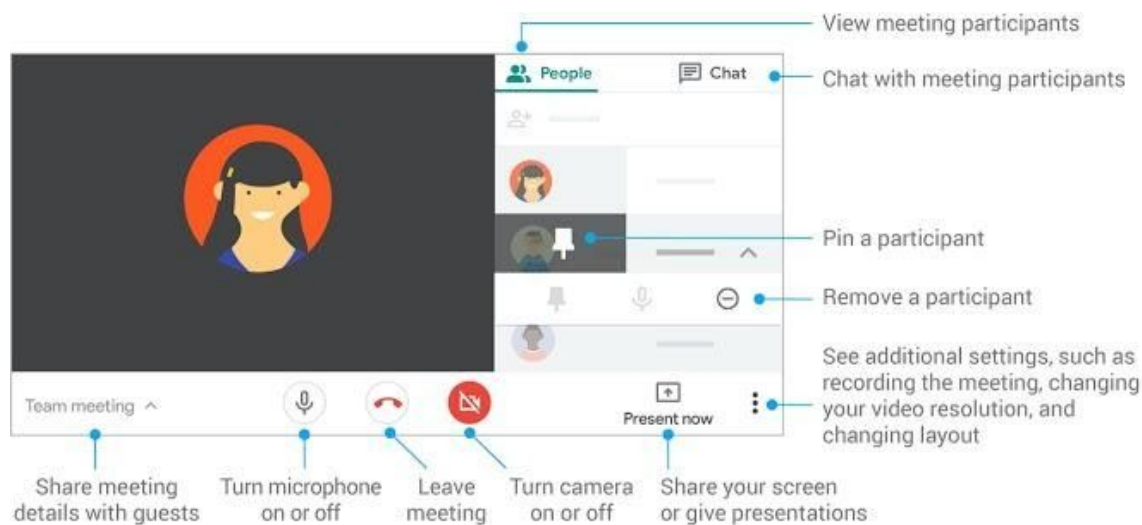 View meeting participants
People
Chat
Chat with meeting participants
Pin a participant
Remove a participant
See additional settings, such as
recording the meeting, changing
your video resolution, and
changing layout
Team meeting
Present now
Share meeting
details with guests
Turn microphone
on or off
Leave
meeting
Turn camera
on or off
Share your screen
or give presentations